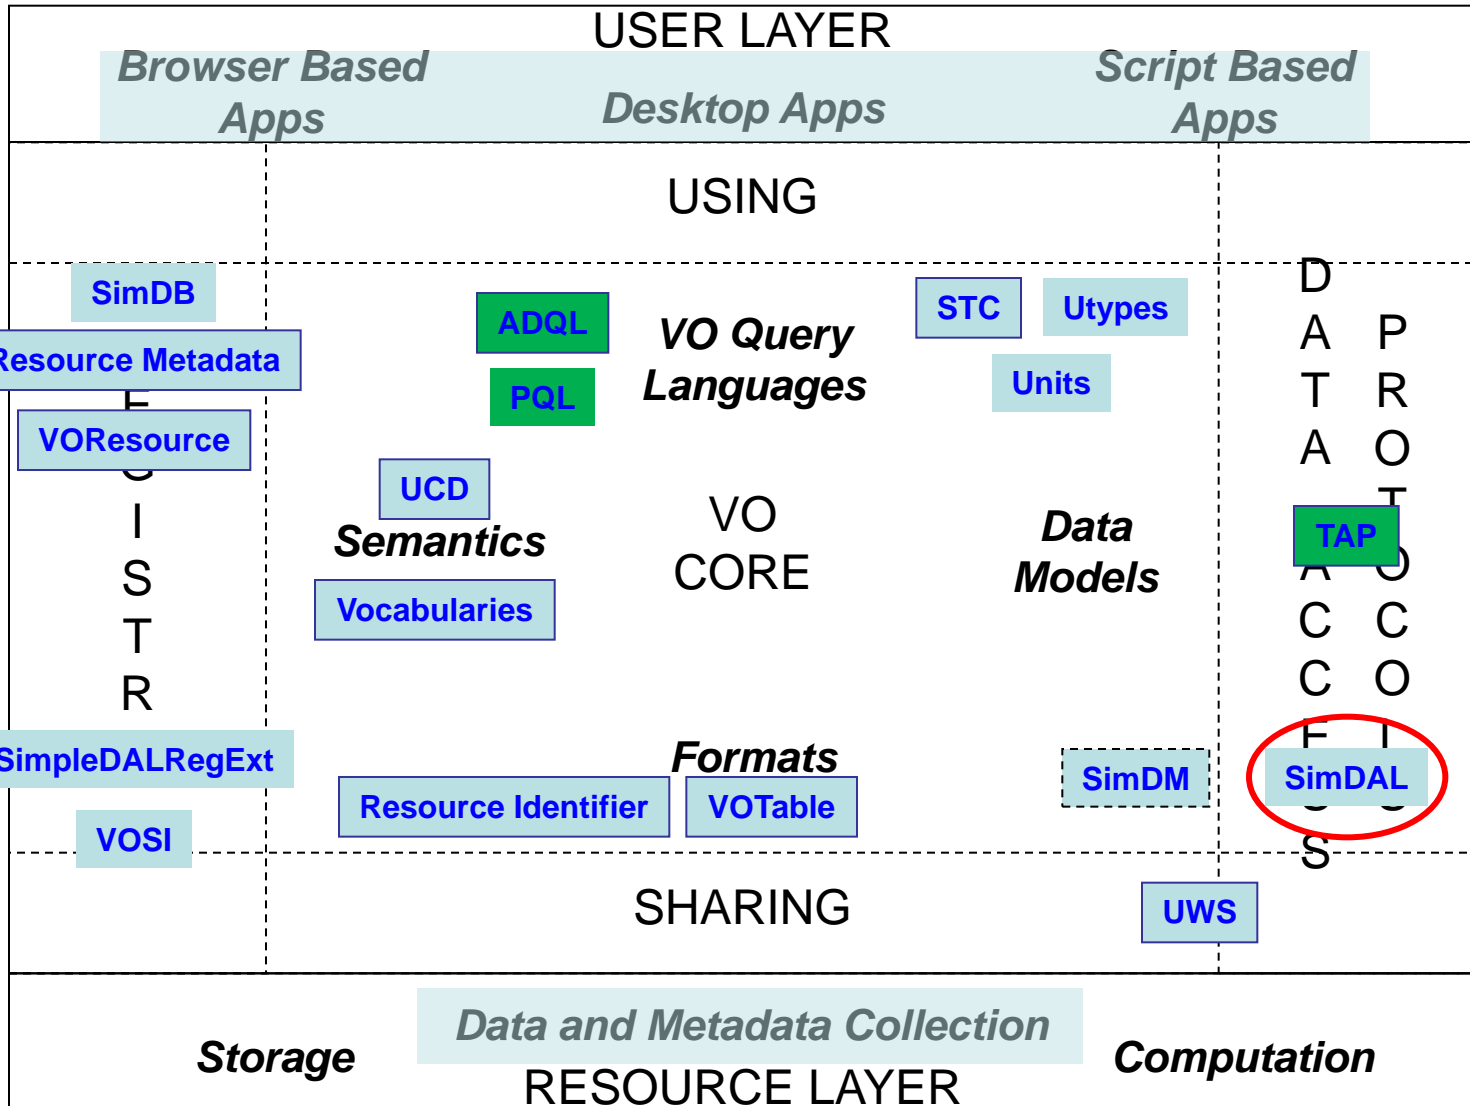 USER LAYER
Browser Based
Apps
Desktop Apps
Script Based
Apps
USING
SimDB
Resource Metadata
VOResource
E
G
I
S
T
R
SimpleDALRegExt
VOSI
ADQL
PQL
VO Query
Languages
STC
Utypes
Units
UCD
Semantics
Vocabularies
VO
CORE
Data
Models
Formats
Resource Identifier
VOTable
SimDM
D
A
T
A
A
C
C
E
S
S
P
R
O
T
O
C
O
L
S
TAP
SimDAL
SHARING
UWS
Storage
Data and Metadata Collection
Computation
RESOURCE LAYER